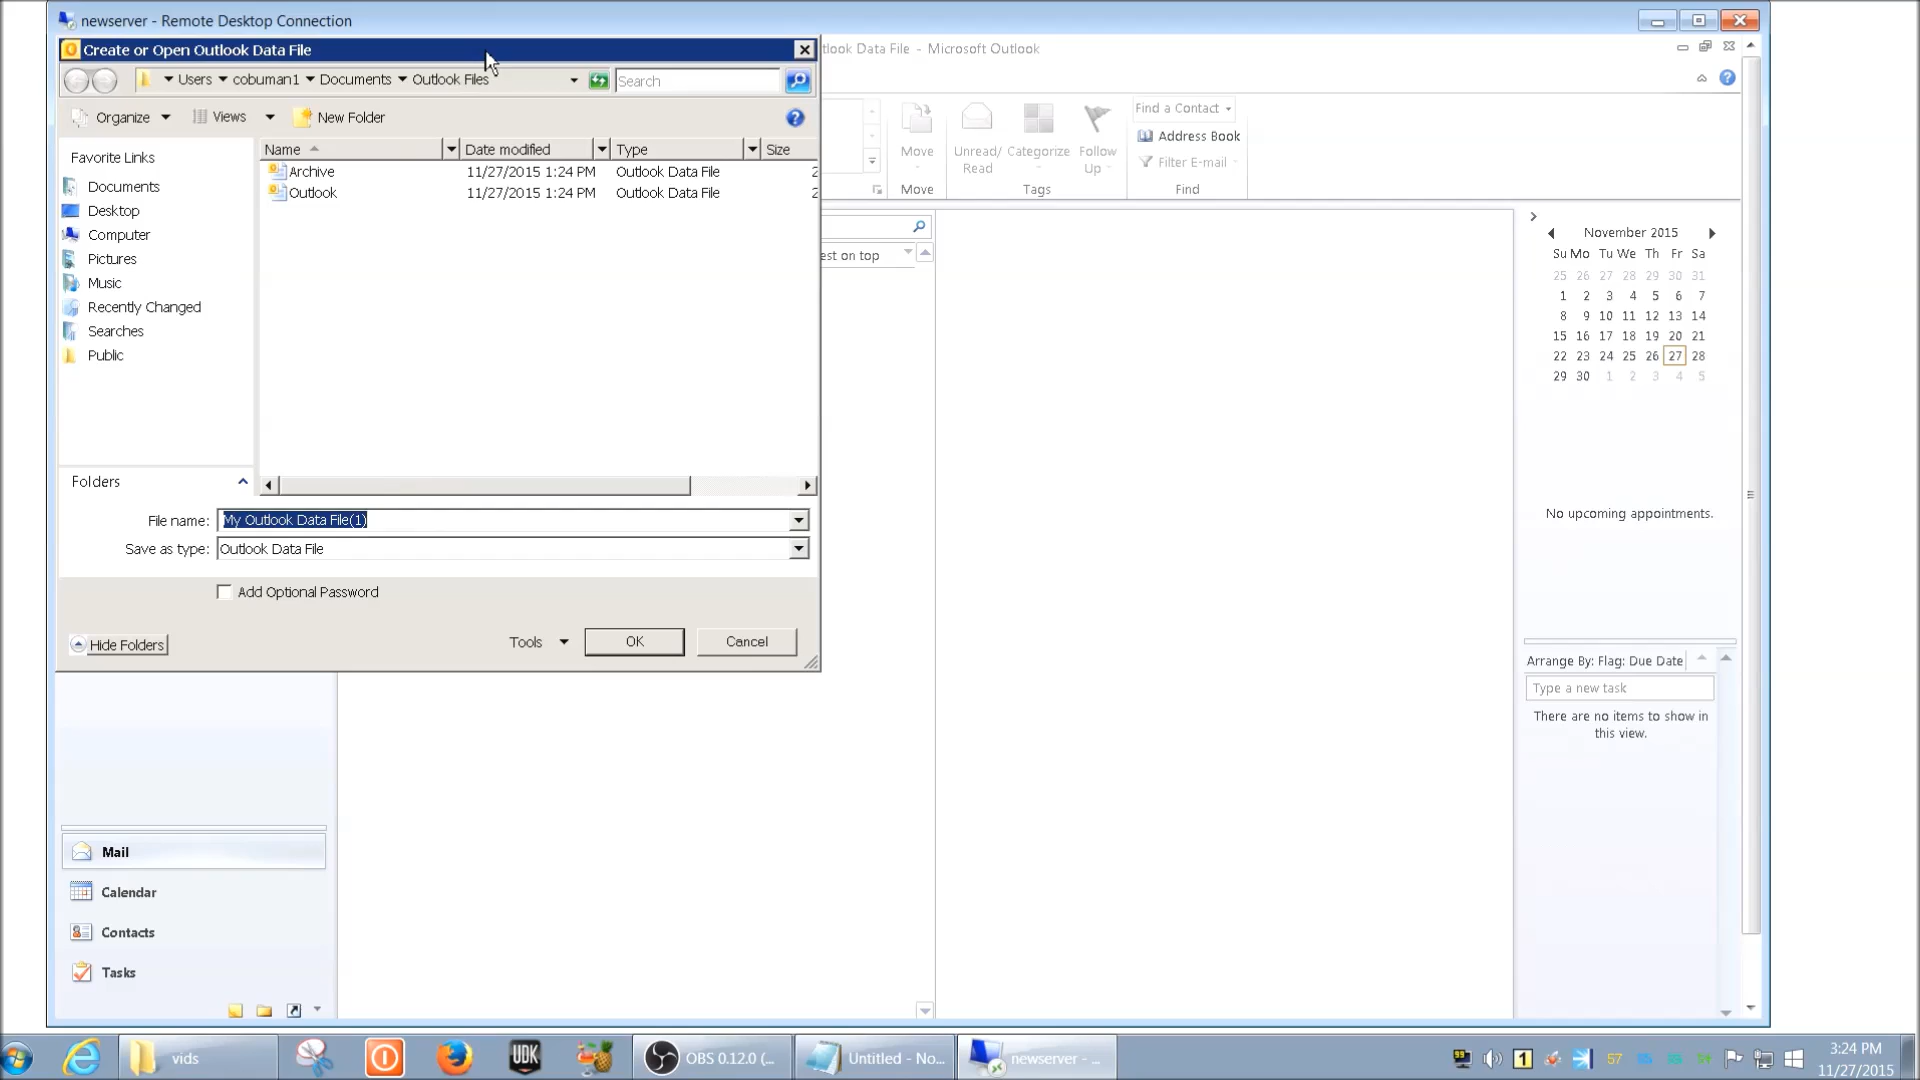 newserver - Remote Desktop Connection
Create or Open Outlook Data File
tlook Data File - Microsoft Outlook
Users cobuman1 Documents Outlook Files
Search
Organize Views New Folder
Name Date modified Type Size
Archive 11/27/2015 1:24 PM Outlook Data File 2
Outlook 11/27/2015 1:24 PM Outlook Data File 2
Favorite Links
Documents
Desktop
Computer
Pictures
Music
Recently Changed
Searches
Public
Folders
File name: My Outlook Data File(1)
Save as type: Outlook Data File
Add Optional Password
Hide Folders
Tools OK Cancel
Move
Unread/
Read
Categorize
Follow
Up
Find a Contact
Address Book
Filter E-mail
Move Tags Find
est on top
November 2015
Su Mo Tu We Th Fr Sa
25 26 27 28 29 30 31
1 2 3 4 5 6 7
8 9 10 11 12 13 14
15 16 17 18 19 20 21
22 23 24 25 26 27 28
29 30 1 2 3 4 5
No upcoming appointments.
Arrange By: Flag: Due Date
Type a new task
There are no items to show in
this view.
Mail
Calendar
Contacts
Tasks
vids
UDK
OBS 0.12.0 (...
Untitled - No...
newserver - ...
1
57
3:24 PM
11/27/2015